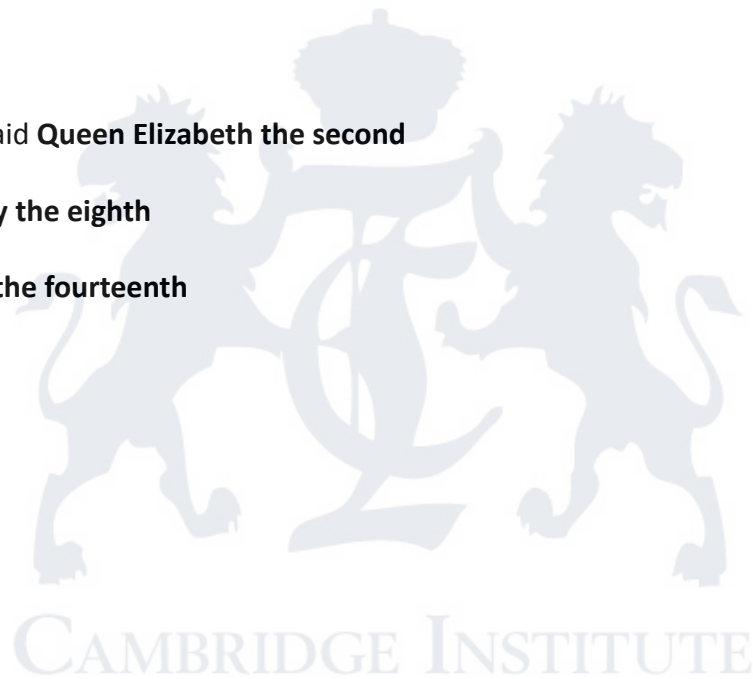 aid Queen Elizabeth the second
y the eighth
the fourteenth
CAMBRIDGE INSTITUTE